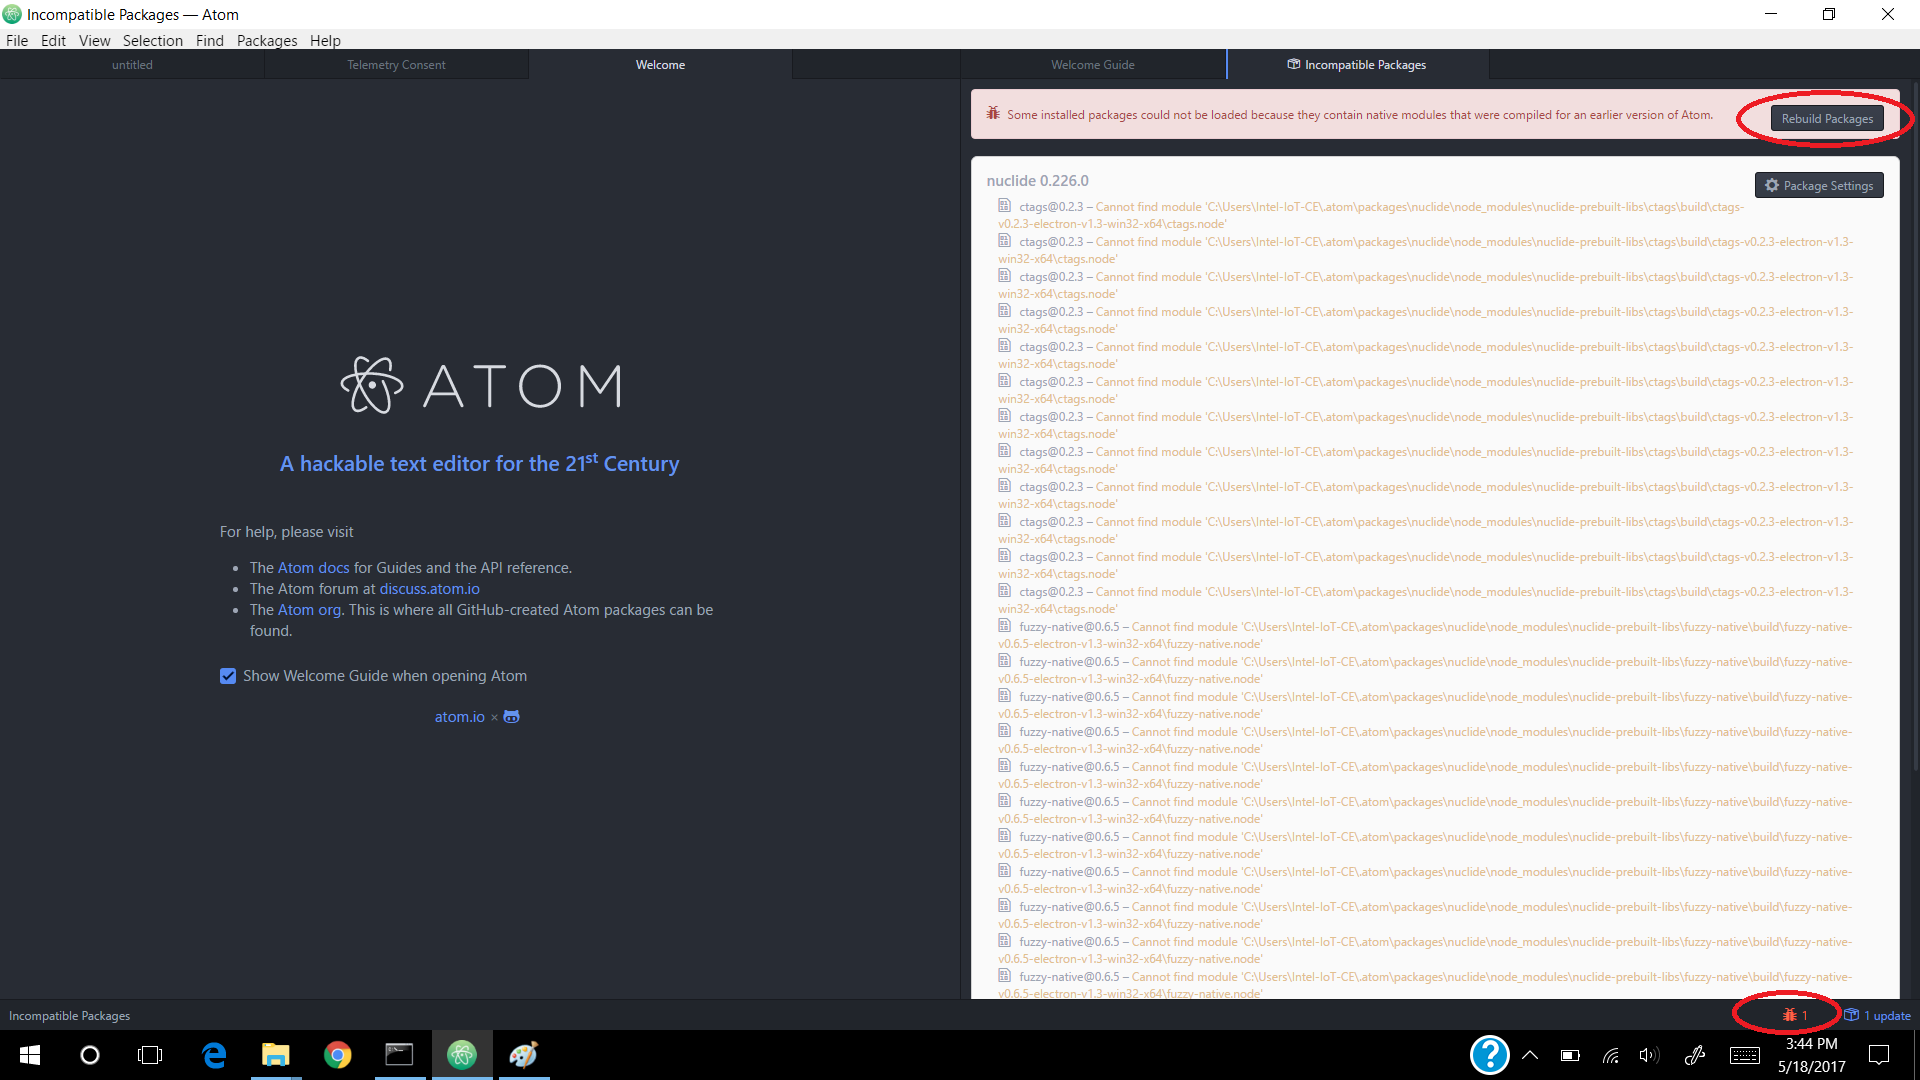 Incompatible Packages — Atom
File Edit View Selection Find Packages Help
untitled
Telemetry Consent
Welcome
Welcome Guide
Incompatible Packages
ATOM
A hackable text editor for the 21st Century
For help, please visit
• The Atom docs for Guides and the API reference.
• The Atom forum at discuss.atom.io
• The Atom org. This is where all GitHub-created Atom packages can be
found.
Show Welcome Guide when opening Atom
atom.io ×
Some installed packages could not be loaded because they contain native modules that were compiled for an earlier version of Atom.
Rebuild Packages
nuclide 0.226.0
Package Settings
ctags@0.2.3 – Cannot find module 'C:\Users\Intel-IoT-CE\.atom\packages\nuclide\node_modules\nuclide-prebuilt-libs\ctags\build\ctags-
v0.2.3-electron-v1.3-win32-x64\ctags.node'
ctags@0.2.3 – Cannot find module 'C:\Users\Intel-IoT-CE\.atom\packages\nuclide\node_modules\nuclide-prebuilt-libs\ctags\build\ctags-v0.2.3-electron-v1.3-
win32-x64\ctags.node'
ctags@0.2.3 – Cannot find module 'C:\Users\Intel-IoT-CE\.atom\packages\nuclide\node_modules\nuclide-prebuilt-libs\ctags\build\ctags-v0.2.3-electron-v1.3-
win32-x64\ctags.node'
ctags@0.2.3 – Cannot find module 'C:\Users\Intel-IoT-CE\.atom\packages\nuclide\node_modules\nuclide-prebuilt-libs\ctags\build\ctags-v0.2.3-electron-v1.3-
win32-x64\ctags.node'
ctags@0.2.3 – Cannot find module 'C:\Users\Intel-IoT-CE\.atom\packages\nuclide\node_modules\nuclide-prebuilt-libs\ctags\build\ctags-v0.2.3-electron-v1.3-
win32-x64\ctags.node'
ctags@0.2.3 – Cannot find module 'C:\Users\Intel-IoT-CE\.atom\packages\nuclide\node_modules\nuclide-prebuilt-libs\ctags\build\ctags-v0.2.3-electron-v1.3-
win32-x64\ctags.node'
ctags@0.2.3 – Cannot find module 'C:\Users\Intel-IoT-CE\.atom\packages\nuclide\node_modules\nuclide-prebuilt-libs\ctags\build\ctags-v0.2.3-electron-v1.3-
win32-x64\ctags.node'
ctags@0.2.3 – Cannot find module 'C:\Users\Intel-IoT-CE\.atom\packages\nuclide\node_modules\nuclide-prebuilt-libs\ctags\build\ctags-v0.2.3-electron-v1.3-
win32-x64\ctags.node'
ctags@0.2.3 – Cannot find module 'C:\Users\Intel-IoT-CE\.atom\packages\nuclide\node_modules\nuclide-prebuilt-libs\ctags\build\ctags-v0.2.3-electron-v1.3-
win32-x64\ctags.node'
ctags@0.2.3 – Cannot find module 'C:\Users\Intel-IoT-CE\.atom\packages\nuclide\node_modules\nuclide-prebuilt-libs\ctags\build\ctags-v0.2.3-electron-v1.3-
win32-x64\ctags.node'
ctags@0.2.3 – Cannot find module 'C:\Users\Intel-IoT-CE\.atom\packages\nuclide\node_modules\nuclide-prebuilt-libs\ctags\build\ctags-v0.2.3-electron-v1.3-
win32-x64\ctags.node'
ctags@0.2.3 – Cannot find module 'C:\Users\Intel-IoT-CE\.atom\packages\nuclide\node_modules\nuclide-prebuilt-libs\ctags\build\ctags-v0.2.3-electron-v1.3-
win32-x64\ctags.node'
fuzzy-native@0.6.5 – Cannot find module 'C:\Users\Intel-IoT-CE\.atom\packages\nuclide\node_modules\nuclide-prebuilt-libs\fuzzy-native\build\fuzzy-native-
v0.6.5-electron-v1.3-win32-x64\fuzzy-native.node'
fuzzy-native@0.6.5 – Cannot find module 'C:\Users\Intel-IoT-CE\.atom\packages\nuclide\node_modules\nuclide-prebuilt-libs\fuzzy-native\build\fuzzy-native-
v0.6.5-electron-v1.3-win32-x64\fuzzy-native.node'
fuzzy-native@0.6.5 – Cannot find module 'C:\Users\Intel-IoT-CE\.atom\packages\nuclide\node_modules\nuclide-prebuilt-libs\fuzzy-native\build\fuzzy-native-
v0.6.5-electron-v1.3-win32-x64\fuzzy-native.node'
fuzzy-native@0.6.5 – Cannot find module 'C:\Users\Intel-IoT-CE\.atom\packages\nuclide\node_modules\nuclide-prebuilt-libs\fuzzy-native\build\fuzzy-native-
v0.6.5-electron-v1.3-win32-x64\fuzzy-native.node'
fuzzy-native@0.6.5 – Cannot find module 'C:\Users\Intel-IoT-CE\.atom\packages\nuclide\node_modules\nuclide-prebuilt-libs\fuzzy-native\build\fuzzy-native-
v0.6.5-electron-v1.3-win32-x64\fuzzy-native.node'
fuzzy-native@0.6.5 – Cannot find module 'C:\Users\Intel-IoT-CE\.atom\packages\nuclide\node_modules\nuclide-prebuilt-libs\fuzzy-native\build\fuzzy-native-
v0.6.5-electron-v1.3-win32-x64\fuzzy-native.node'
fuzzy-native@0.6.5 – Cannot find module 'C:\Users\Intel-IoT-CE\.atom\packages\nuclide\node_modules\nuclide-prebuilt-libs\fuzzy-native\build\fuzzy-native-
v0.6.5-electron-v1.3-win32-x64\fuzzy-native.node'
fuzzy-native@0.6.5 – Cannot find module 'C:\Users\Intel-IoT-CE\.atom\packages\nuclide\node_modules\nuclide-prebuilt-libs\fuzzy-native\build\fuzzy-native-
v0.6.5-electron-v1.3-win32-x64\fuzzy-native.node'
fuzzy-native@0.6.5 – Cannot find module 'C:\Users\Intel-IoT-CE\.atom\packages\nuclide\node_modules\nuclide-prebuilt-libs\fuzzy-native\build\fuzzy-native-
v0.6.5-electron-v1.3-win32-x64\fuzzy-native.node'
fuzzy-native@0.6.5 – Cannot find module 'C:\Users\Intel-IoT-CE\.atom\packages\nuclide\node_modules\nuclide-prebuilt-libs\fuzzy-native\build\fuzzy-native-
v0.6.5-electron-v1.3-win32-x64\fuzzy-native.node'
fuzzy-native@0.6.5 – Cannot find module 'C:\Users\Intel-IoT-CE\.atom\packages\nuclide\node_modules\nuclide-prebuilt-libs\fuzzy-native\build\fuzzy-native-
v0.6.5-electron-v1.3-win32-x64\fuzzy-native.node'
Incompatible Packages
1
1 update
3:44 PM
5/18/2017